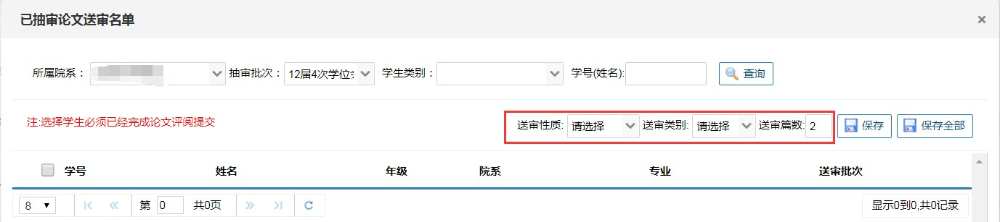 已抽审论文送审名单 ×
所属院系： 抽审批次： 12届4次学位 学生类别： 学号(姓名): 查询
注:选择学生必须已经完成论文评阅提交 送审性质: 请选择 送审类别: 请选择 送审篇数: 2 保存 保存全部
学号 姓名 年级 院系 专业 送审批次
8 第 0 共0页 显示0到0,共0记录